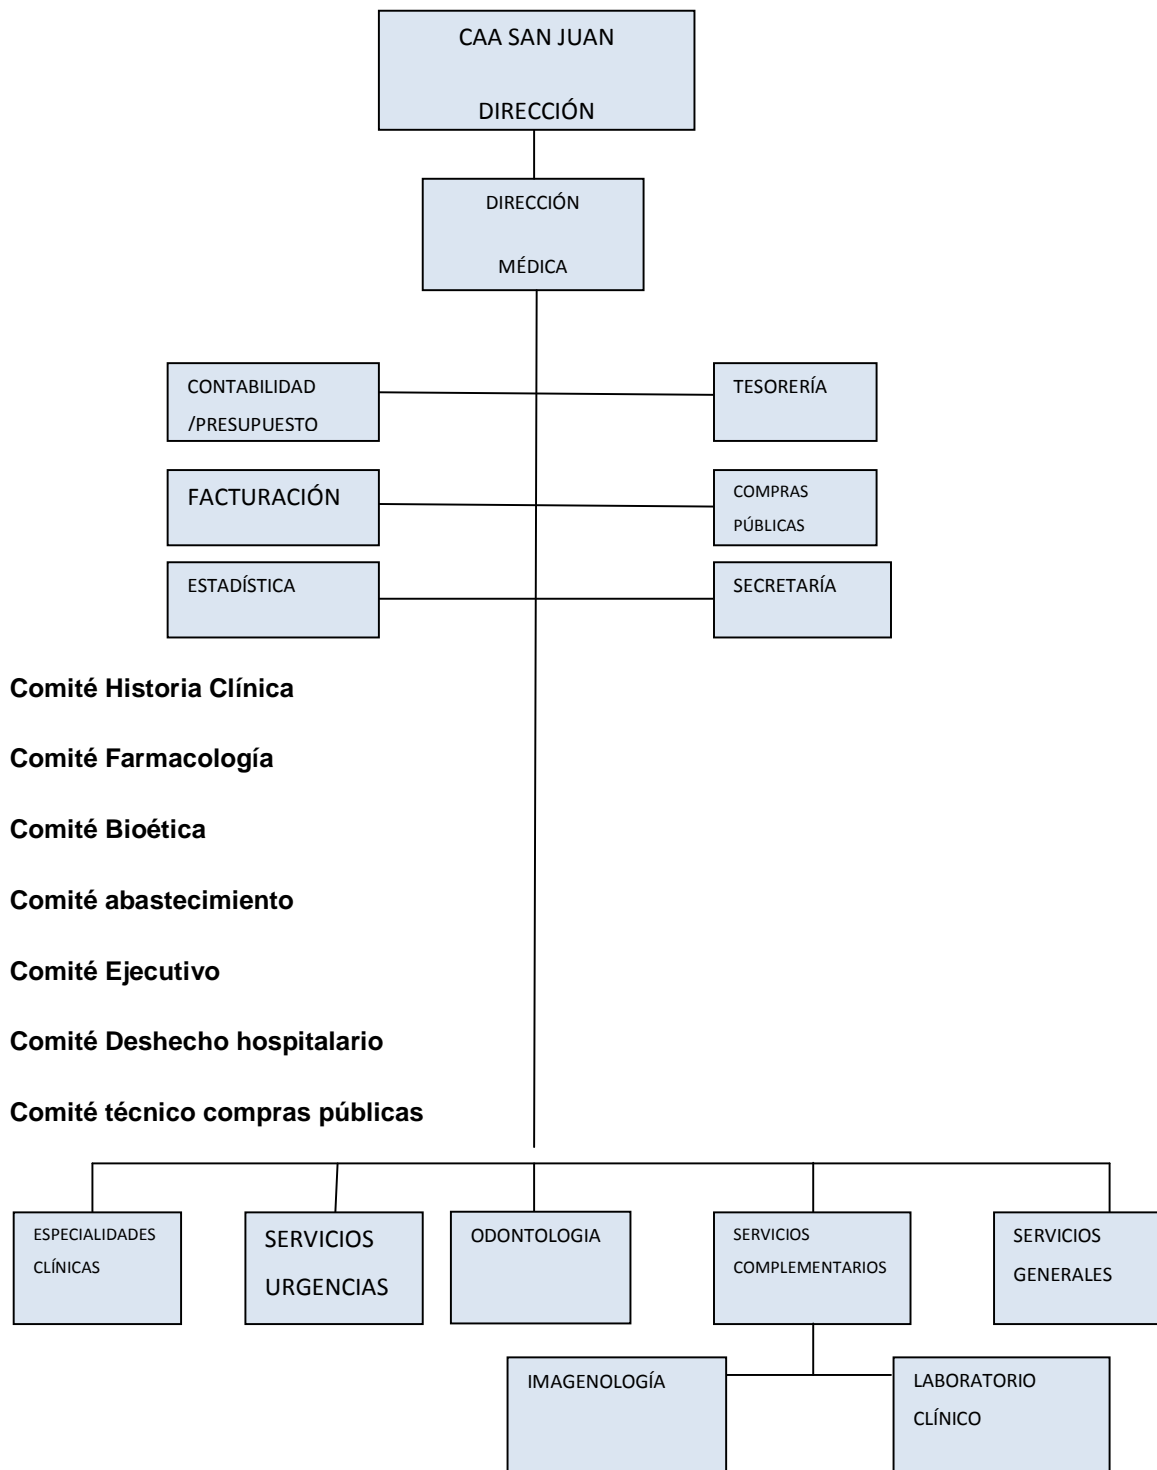 CAA SAN JUAN
DIRECCIÓN
DIRECCIÓN
MÉDICA
CONTABILIDAD
/PRESUPUESTO
TESORERÍA
FACTURACIÓN
COMPRAS
PÚBLICAS
ESTADÍSTICA
SECRETARÍA
Comité Historia Clínica
Comité Farmacología
Comité Bioética
Comité abastecimiento
Comité Ejecutivo
Comité Deshecho hospitalario
Comité técnico compras públicas
ESPECIALIDADES
CLÍNICAS
SERVICIOS
URGENCIAS
ODONTOLOGIA
SERVICIOS
COMPLEMENTARIOS
SERVICIOS
GENERALES
IMAGENOLOGÍA
LABORATORIO
CLÍNICO